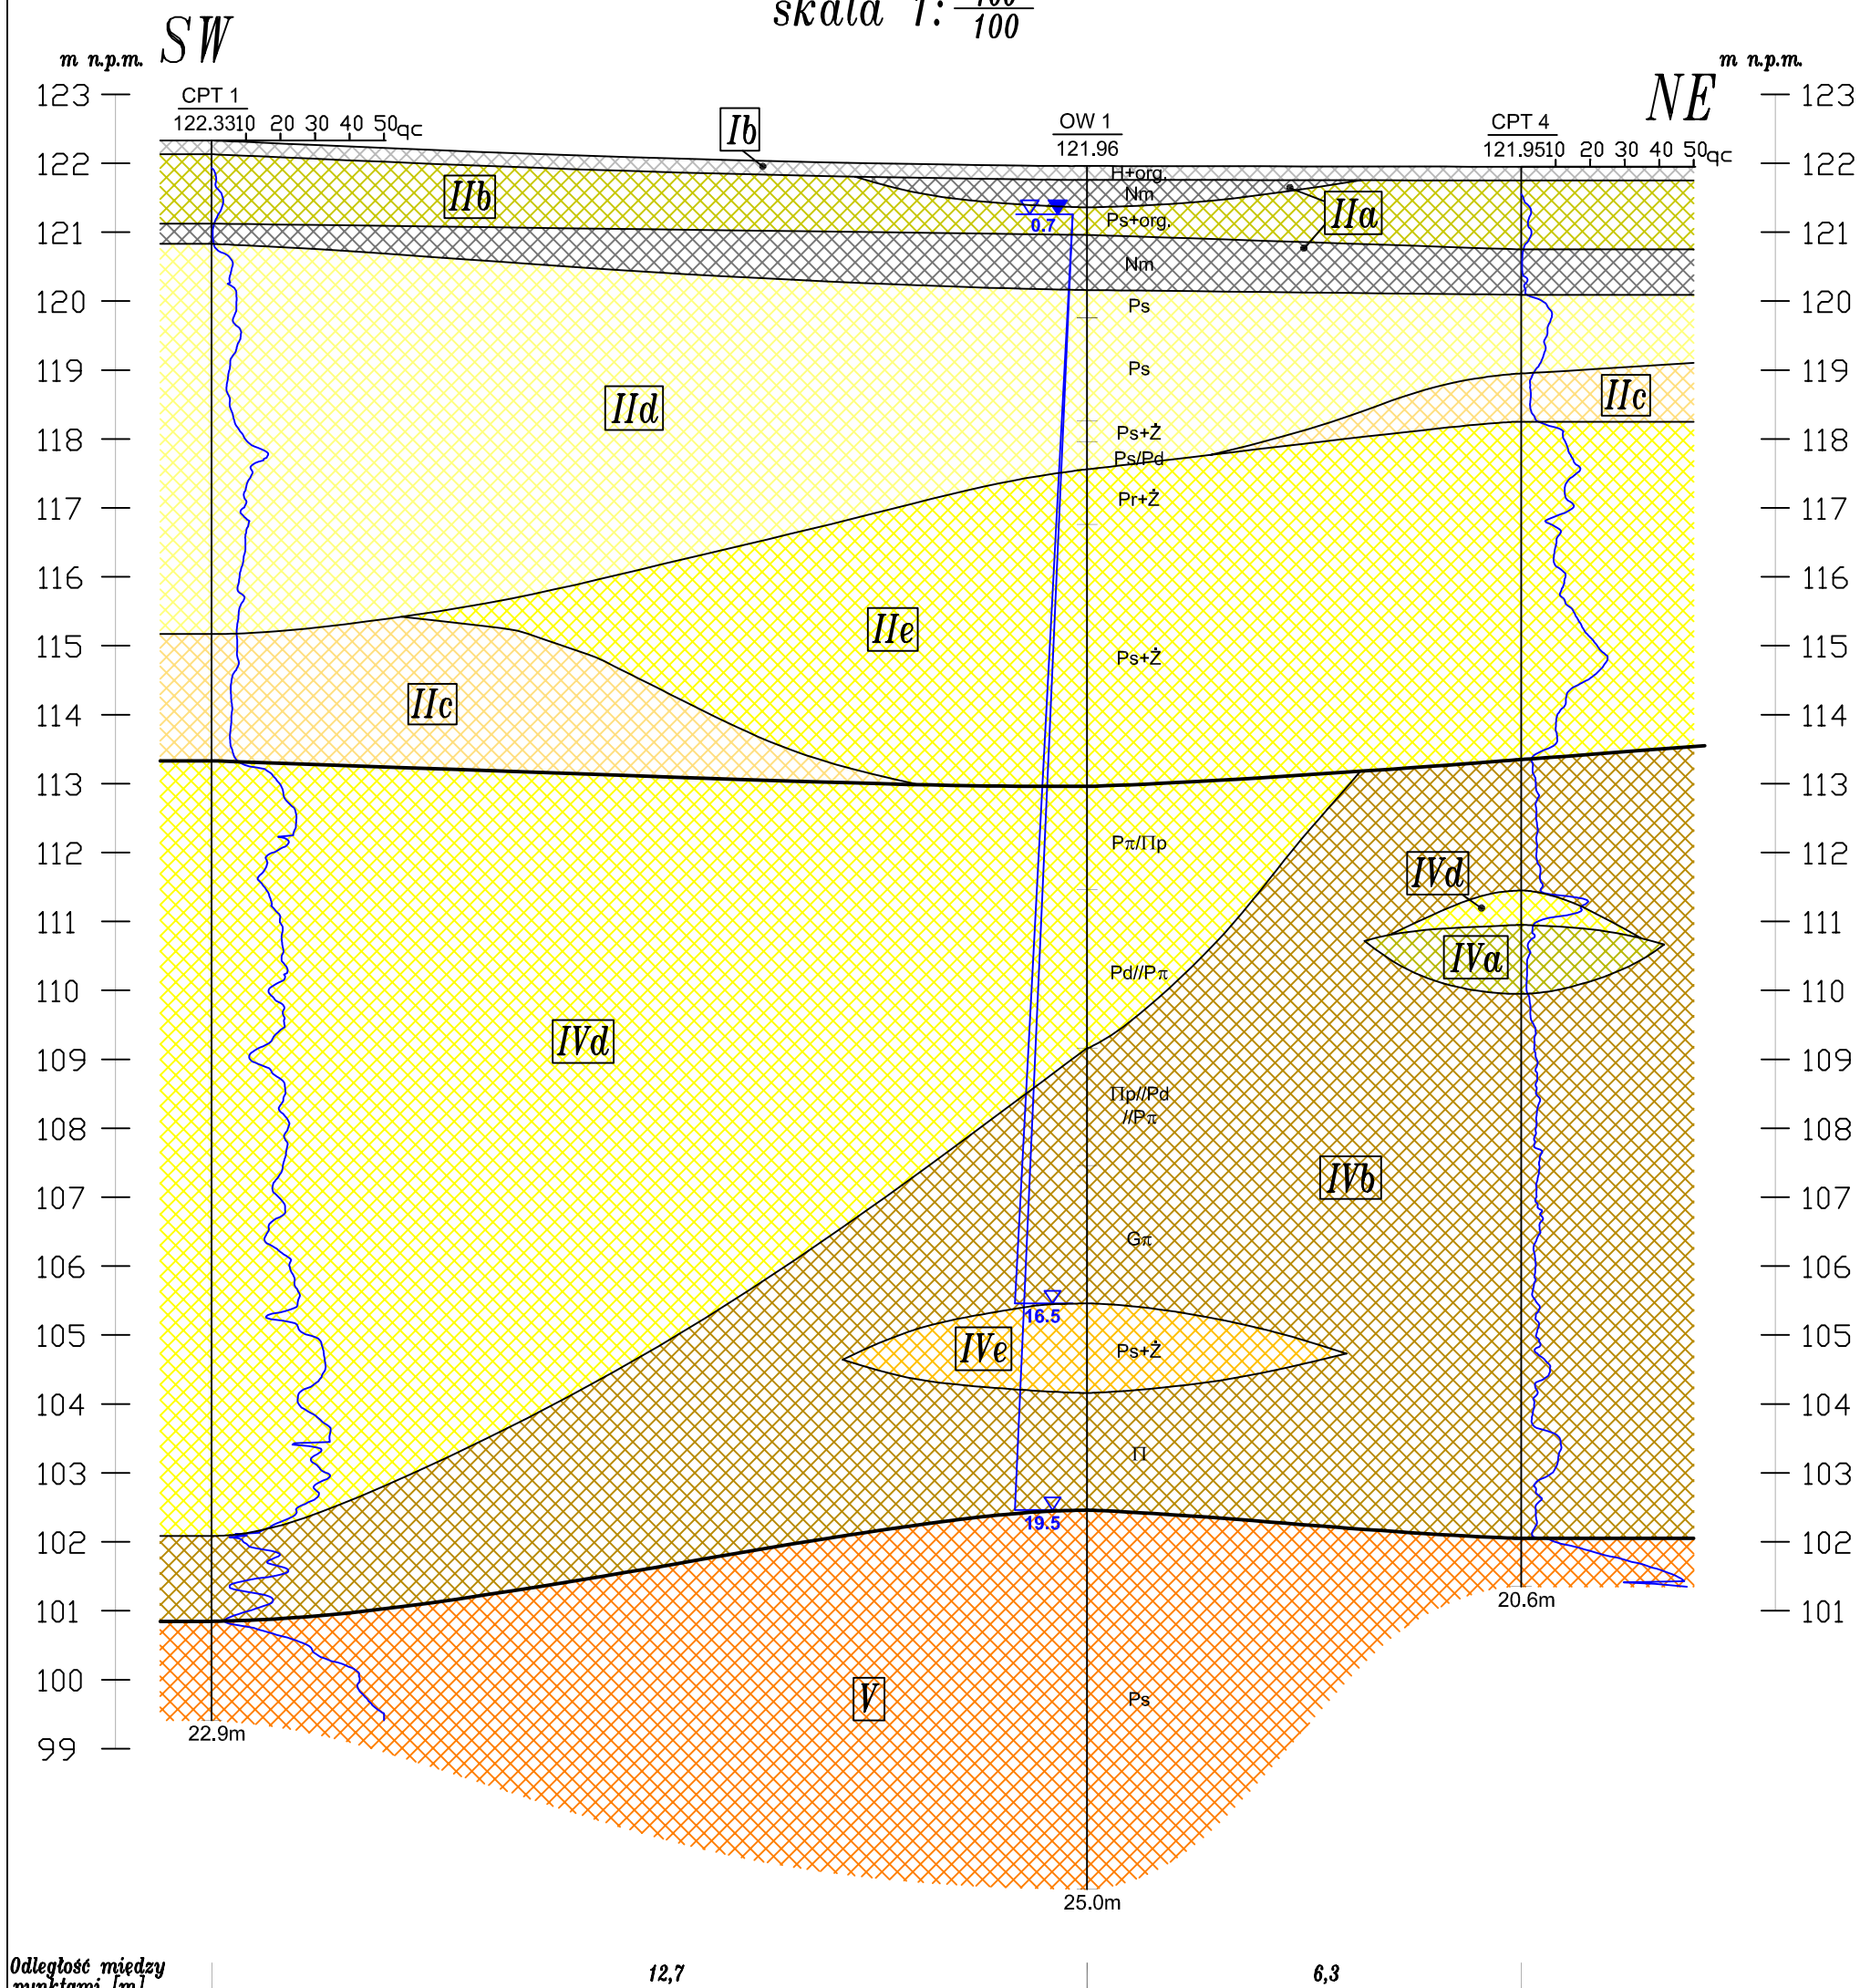 skala 1: 100
100
SW
NE
m n.p.m.
m n.p.m.
CPT 1
122.33
10 20 30 40 50 qc
OW 1
121.96
CPT 4
121.95
10 20 30 40 50 qc
123
122
121
120
119
118
117
116
115
114
113
112
111
110
109
108
107
106
105
104
103
102
101
100
99
Ib
IIb
IIa
IId
IIc
IIe
IIc
IVd
IVd
IVa
IVb
IVe
V
H+org.
Nm
Ps+org.
Nm
Ps
Ps
Ps+Ż
Ps/Pd
Pr+Ż
Ps+Ż
Pπ/Πp
Pd//Pπ
Πp//Pd
//Pπ
Gπ
Ps+Ż
Π
Ps
0.7
16.5
19.5
22.9m
25.0m
20.6m
123
122
121
120
119
118
117
116
115
114
113
112
111
110
109
108
107
106
105
104
103
102
101
Odległość między
punktami [m]
12,7
6,3